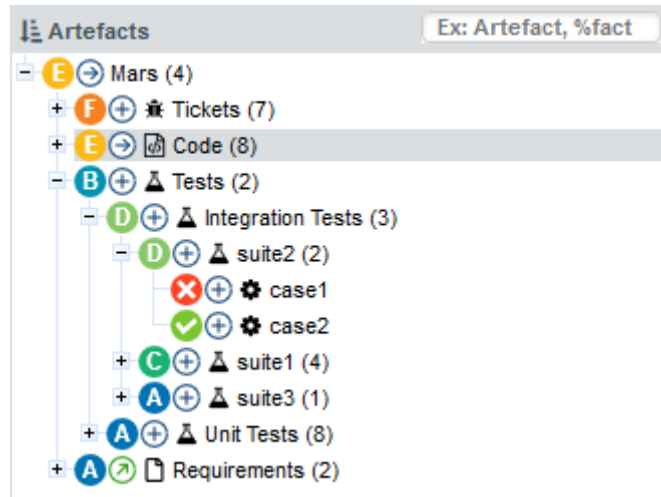 Artefacts Ex: Artefact, %fact
E Mars (4)
F Tickets (7)
E Code (8)
B Tests (2)
D Integration Tests (3)
D suite2 (2)
case1
case2
C suite1 (4)
A suite3 (1)
A Unit Tests (8)
A Requirements (2)